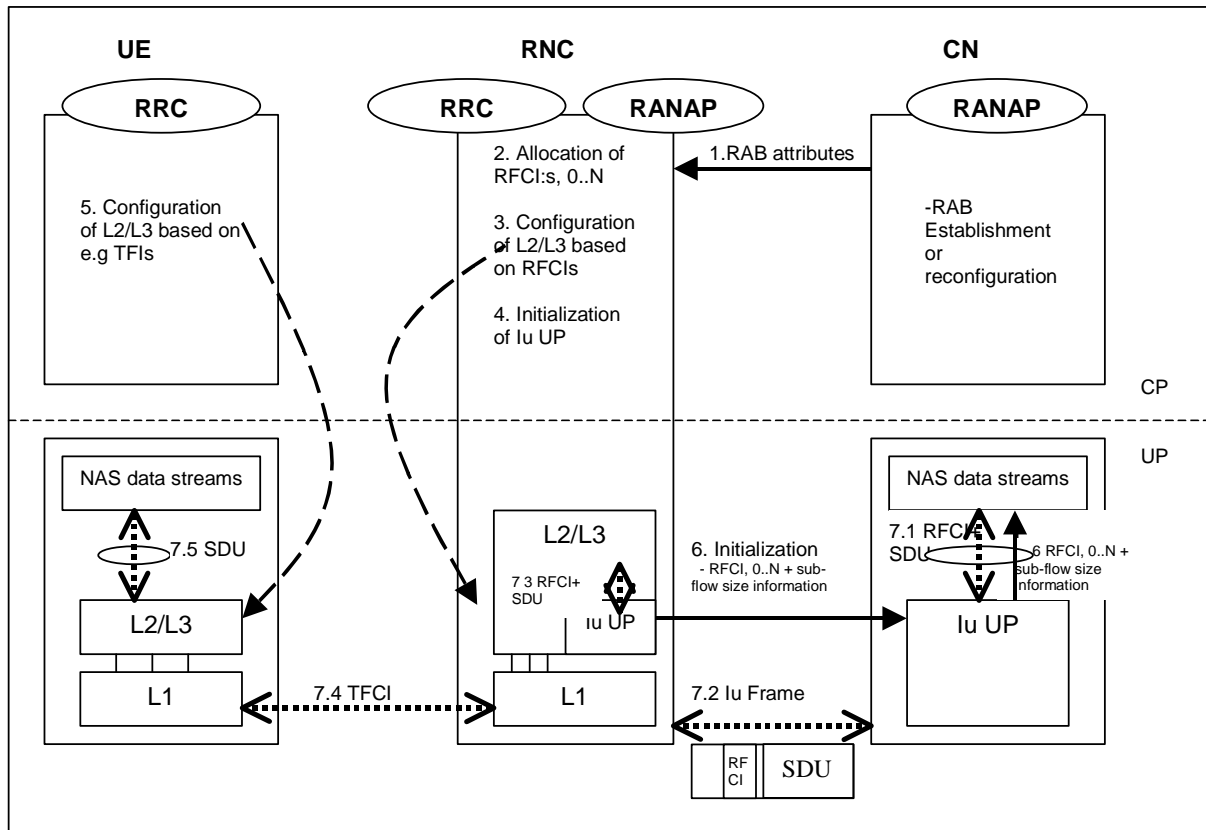 UE
RNC
CN
RRC
RRC
RANAP
RANAP
2. Allocation of
RFCI:s, 0..N
1.RAB attributes
5. Configuration
of L2/L3 based on
e.g TFIs
3. Configuration
of L2/L3 based
on RFCIs
-RAB
Establishment
or
reconfiguration
4. Initialization
of Iu UP
CP
UP
NAS data streams
NAS data streams
7.5 SDU
L2/L3
7 3 RFCI+
SDU
Iu UP
6. Initialization
- RFCI, 0..N + sub-
flow size information
7.1 RFCI+
SDU
6 RFCI, 0..N +
sub-flow size
information
L2/L3
Iu UP
L1
7.4 TFCI
L1
7.2 Iu Frame
RF
CI
SDU